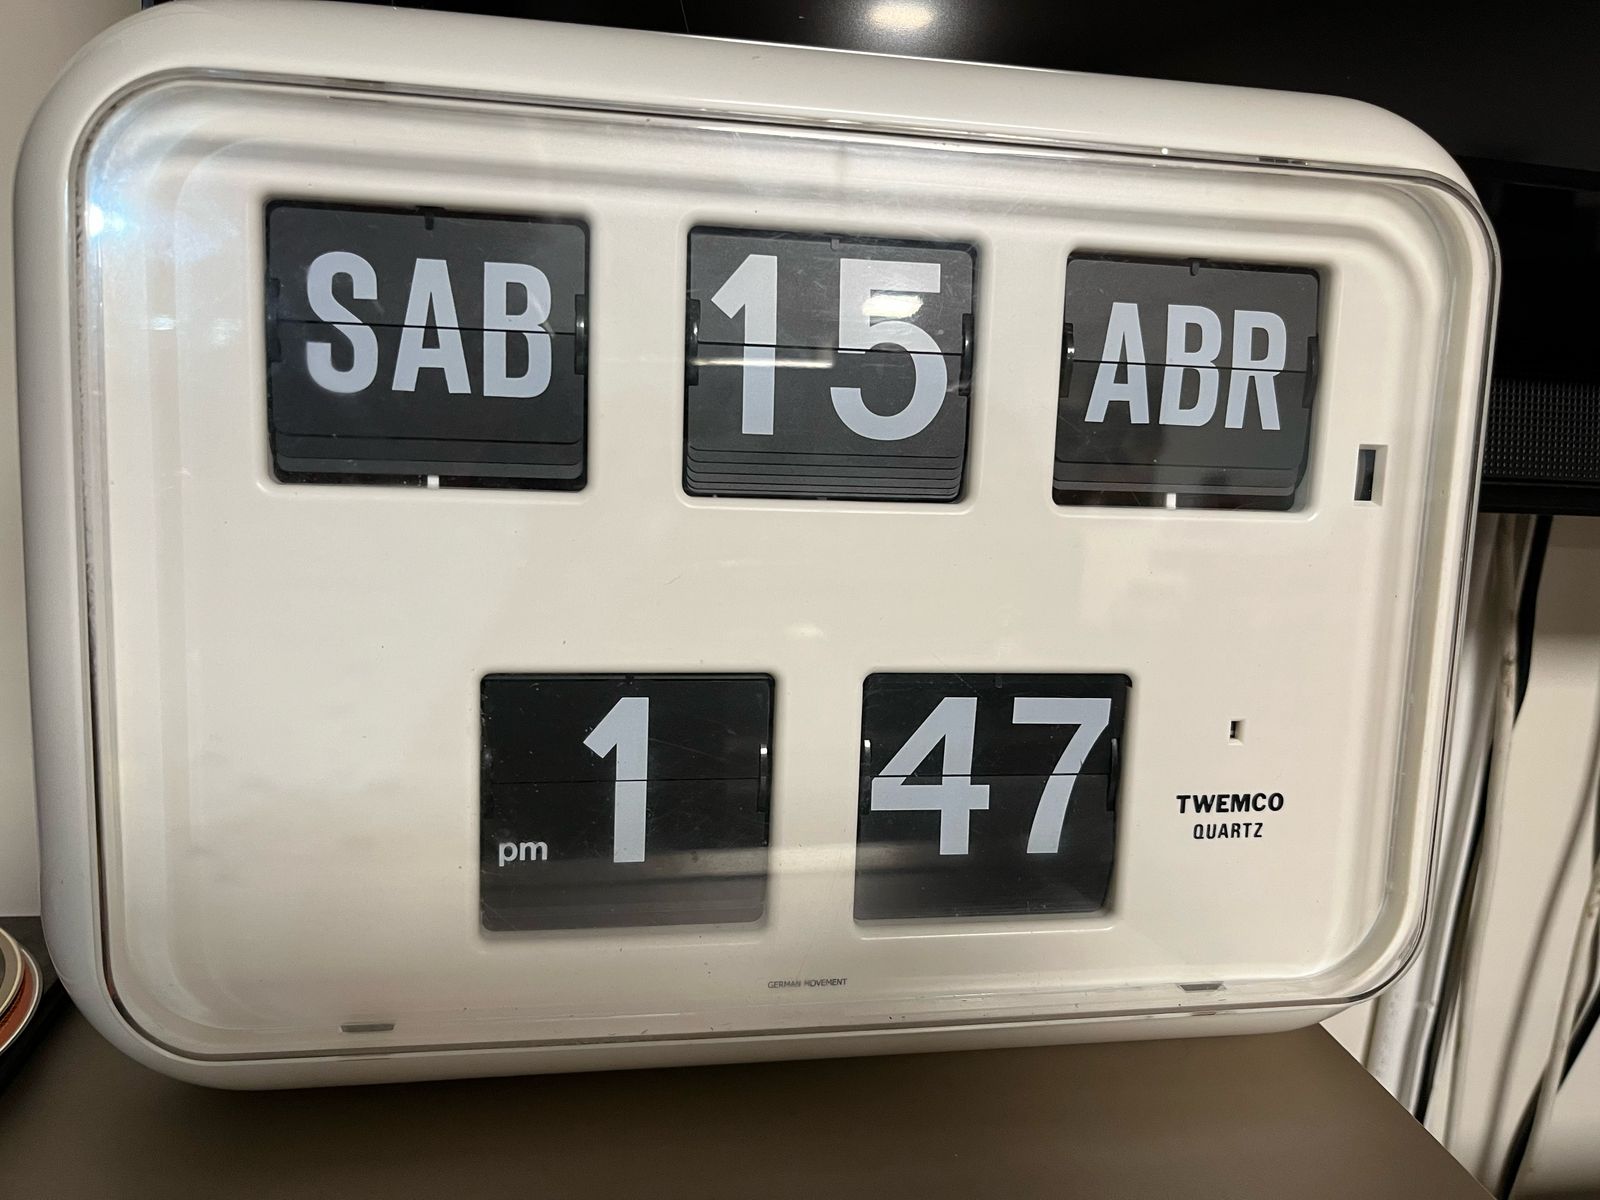 SAB 15 ABR
pm 1 47
TWEMCO
QUARTZ
GERMAN MOVEMENT